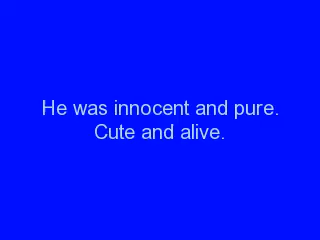 He was innocent and pure.
Cute and alive.